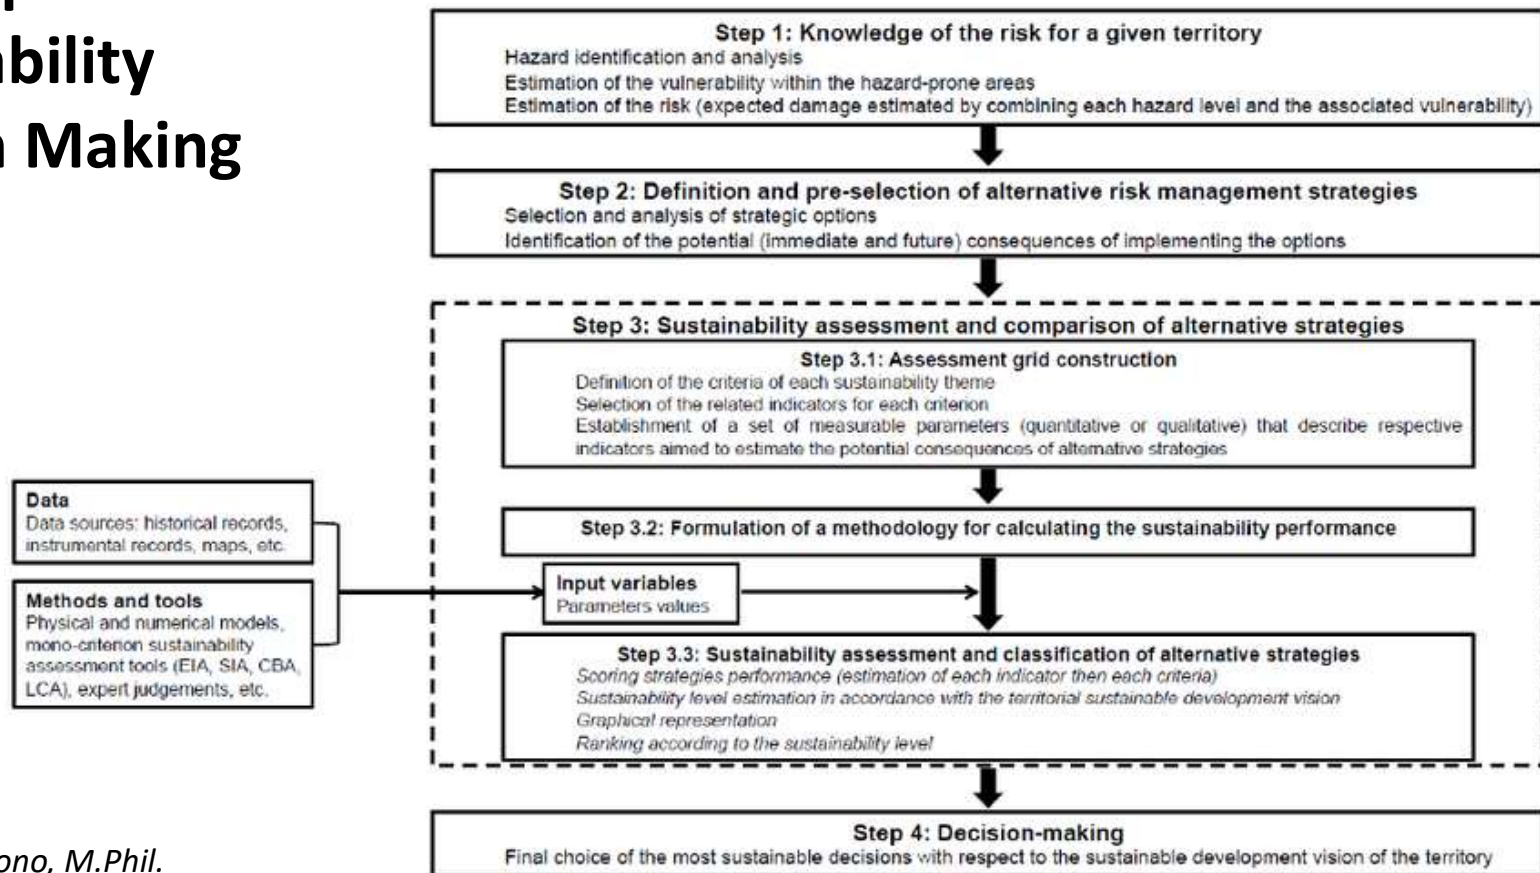 ability
Making
Step 1: Knowledge of the risk for a given territory
Hazard identification and analysis
Estimation of the vulnerability within the hazard-prone areas
Estimation of the risk (expected damage estimated by combining each hazard level and the associated vulnerability)
Step 2: Definition and pre-selection of alternative risk management strategies
Selection and analysis of strategic options
Identification of the potential (immediate and future) consequences of implementing the options
Step 3: Sustainability assessment and comparison of alternative strategies
Step 3.1: Assessment grid construction
Definition of the criteria of each sustainability theme
Selection of the related indicators for each criterion
Establishment of a set of measurable parameters (quantitative or qualitative) that describe respective
indicators aimed to estimate the potential consequences of alternative strategies
Step 3.2: Formulation of a methodology for calculating the sustainability performance
Data
Data sources: historical records,
instrumental records, maps, etc.
Methods and tools
Physical and numerical models,
mono-criterion sustainability
assessment tools (EIA, SIA, CBA,
LCA), expert judgements, etc.
Input variables
Parameters values
Step 3.3: Sustainability assessment and classification of alternative strategies
Scoring strategies performance (estimation of each indicator then each criteria)
Sustainability level estimation in accordance with the territorial sustainable development vision
Graphical representation
Ranking according to the sustainability level
Step 4: Decision-making
Final choice of the most sustainable decisions with respect to the sustainable development vision of the territory
ono, M.Phil.